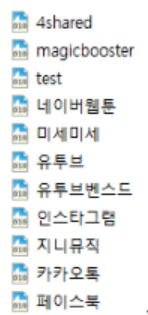 4shared
magicbooster
test
네이버웹툰
미세미세
유투브
유투브벤스드
인스타그램
지니뮤직
카카오톡
페이스북